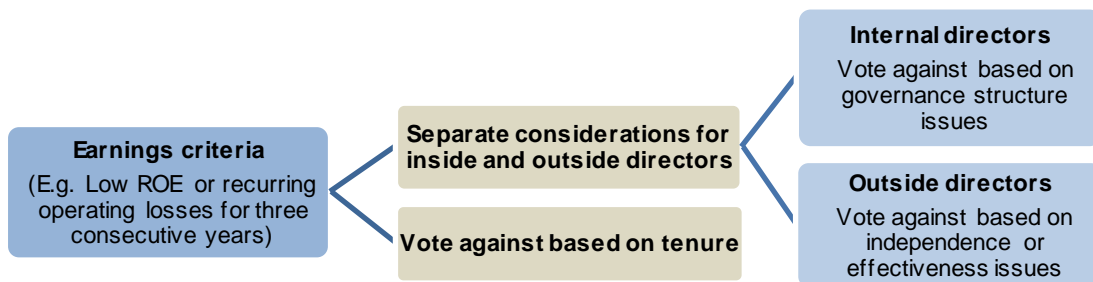 Earnings criteria
(E.g. Low ROE or recurring
operating losses for three
consecutive years)
Separate considerations for
inside and outside directors
Vote against based on tenure
Internal directors
Vote against based on
governance structure
issues
Outside directors
Vote against based on
independence or
effectiveness issues